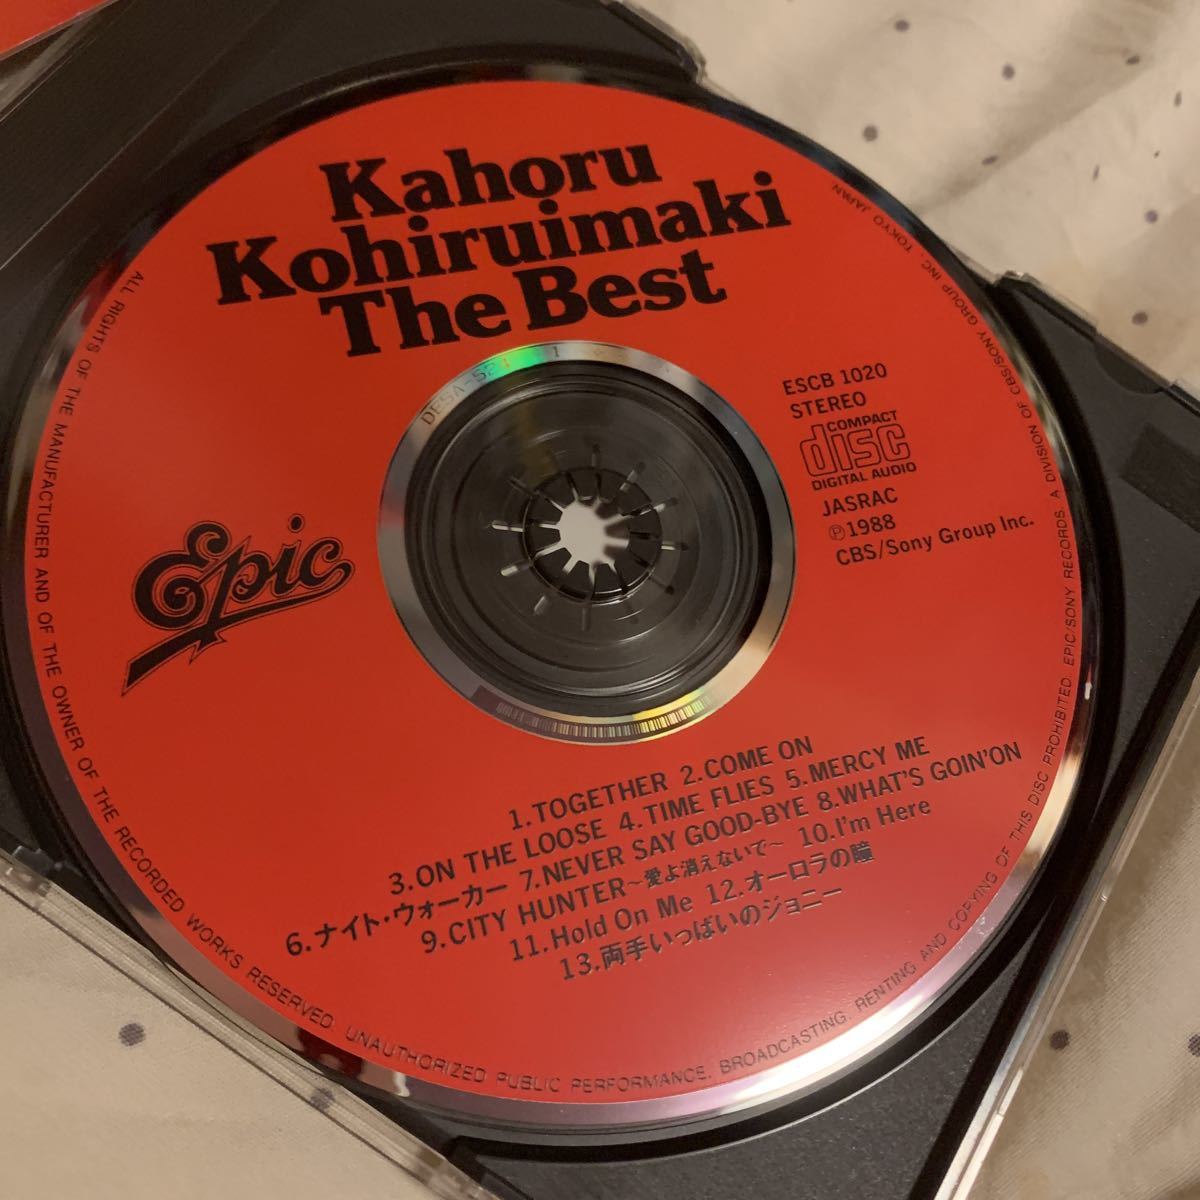 Kahoru
Kohiruimaki
The Best
ESCB 1020
STEREO
COMPACT
disc
DIGITAL AUDIO
JASRAC
℗1988
CBS/Sony Group Inc.
Epic
1.TOGETHER 2.COME ON
3.ON THE LOOSE 4.TIME FLIES 5.MERCY ME
6.ナイト・ウォーカー 7.NEVER SAY GOOD-BYE 8.WHAT'S GOIN'ON
9.CITY HUNTER～愛よ消えないで～ 10.I'm Here
11.Hold On Me 12.オーロラの瞳
13.両手いっぱいのジョニー
ALL RIGHTS OF THE MANUFACTURER AND OF THE OWNER OF THE RECORDED WORKS RESERVED. UNAUTHORIZED PUBLIC PERFORMANCE. BROADCASTING. RENTING AND COPYING OF THIS DISC PROHIBITED. EPIC/SONY RECORDS. A DIVISION OF CBS/SONY GROUP INC. TOKYO JAPAN